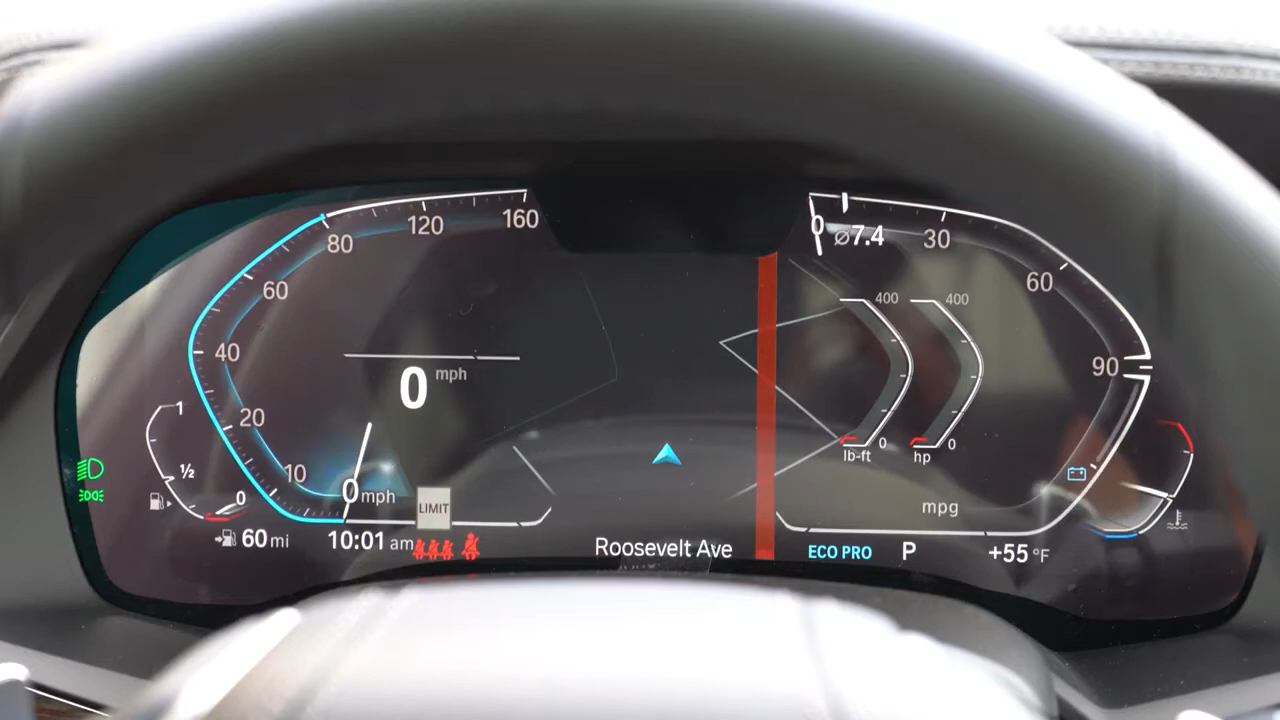 160
120
80
60
40
20
10
0 mph
0 mph
1
½
0
60 mi
10:01 am
LIMIT
Roosevelt Ave
0
ø7.4
30
60
90
400
400
0
0
lb-ft
hp
mpg
ECO PRO
P
+55 °F